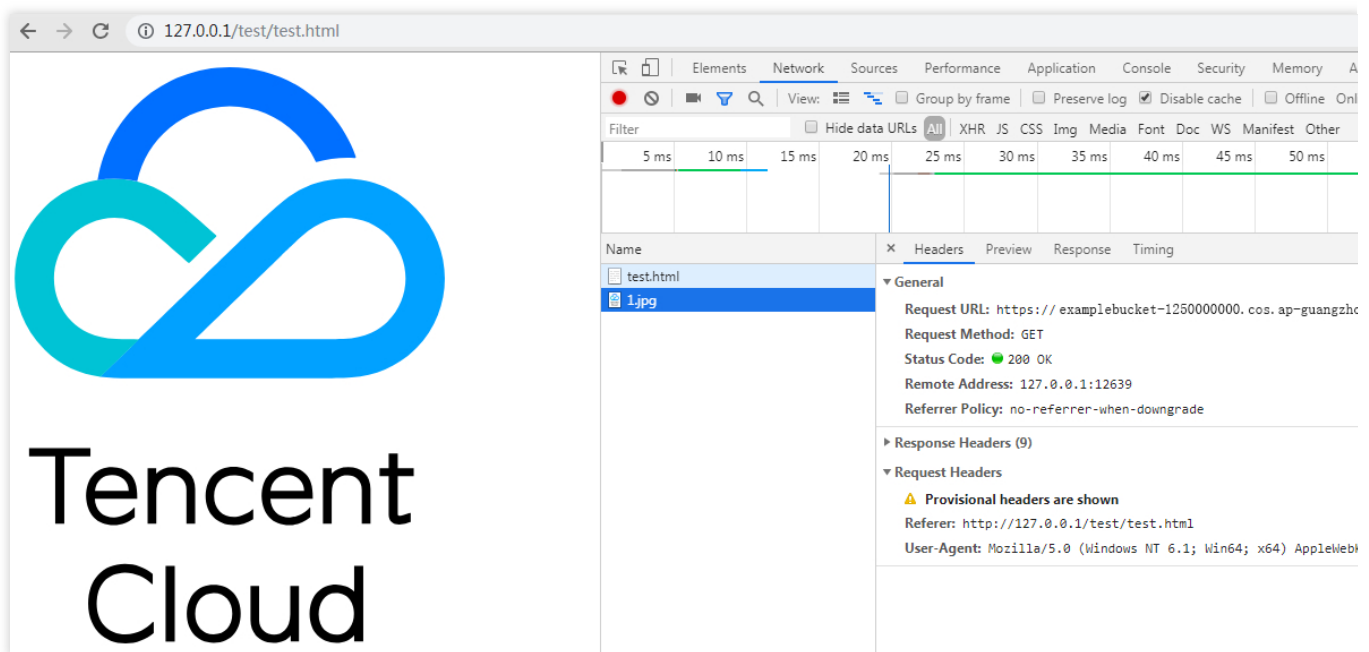 127.0.0.1/test/test.html
Elements Network Sources Performance Application Console Security Memory A
View: Group by frame Preserve log Disable cache Offline Onl
Filter Hide data URLs All XHR JS CSS Img Media Font Doc WS Manifest Other
5 ms 10 ms 15 ms 20 ms 25 ms 30 ms 35 ms 40 ms 45 ms 50 ms
Name
test.html
1.jpg
× Headers Preview Response Timing
General
Request URL: https://examplebucket-1250000000.cos.ap-guangzho
Request Method: GET
Status Code: 200 OK
Remote Address: 127.0.0.1:12639
Referrer Policy: no-referrer-when-downgrade
Response Headers (9)
Request Headers
Provisional headers are shown
Referer: http://127.0.0.1/test/test.html
User-Agent: Mozilla/5.0 (Windows NT 6.1; Win64; x64) AppleWebK
Tencent
Cloud